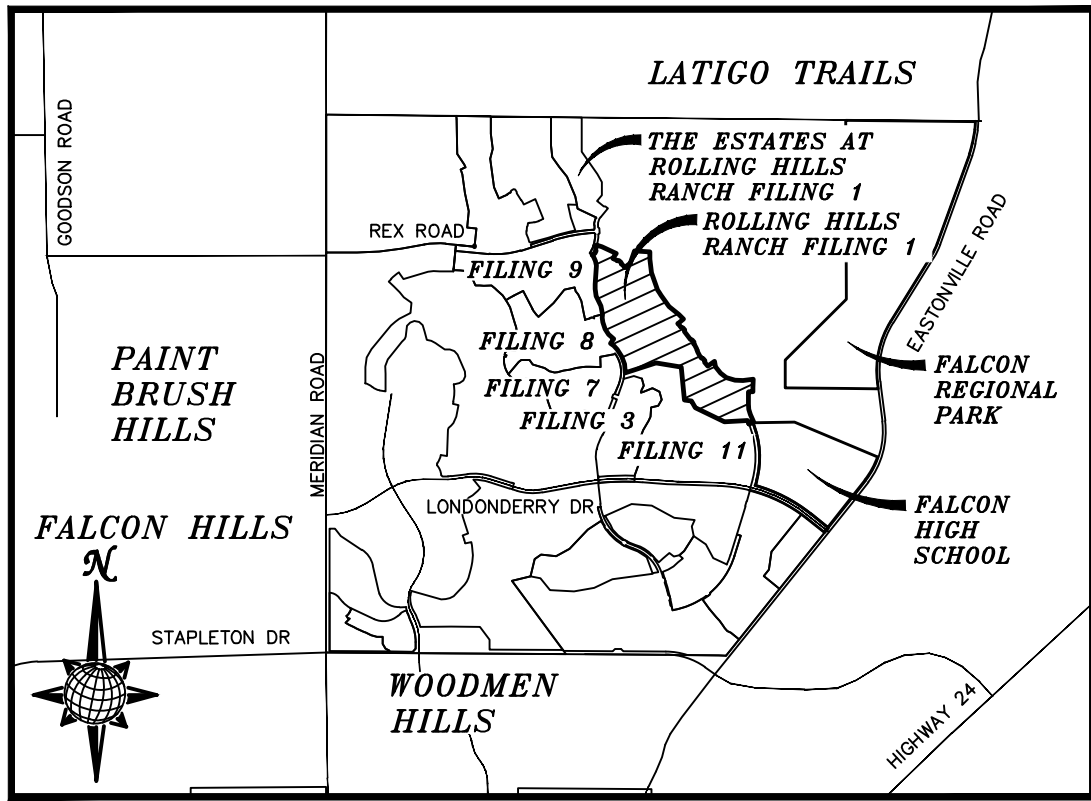 LATIGO TRAILS
GOODSON ROAD
THE ESTATES AT
ROLLING HILLS
RANCH FILING 1
ROLLING HILLS
RANCH FILING 1
REX ROAD
EASTONVILLE ROAD
FILING 9
PAINT
BRUSH
HILLS
MERIDIAN ROAD
FILING 8
FALCON
REGIONAL
PARK
FILING 7
FILING 3
FILING 11
FALCON HILLS
LONDONDERRY DR
FALCON
HIGH
SCHOOL
N
STAPLETON DR
WOODMEN
HILLS
HIGHWAY 24